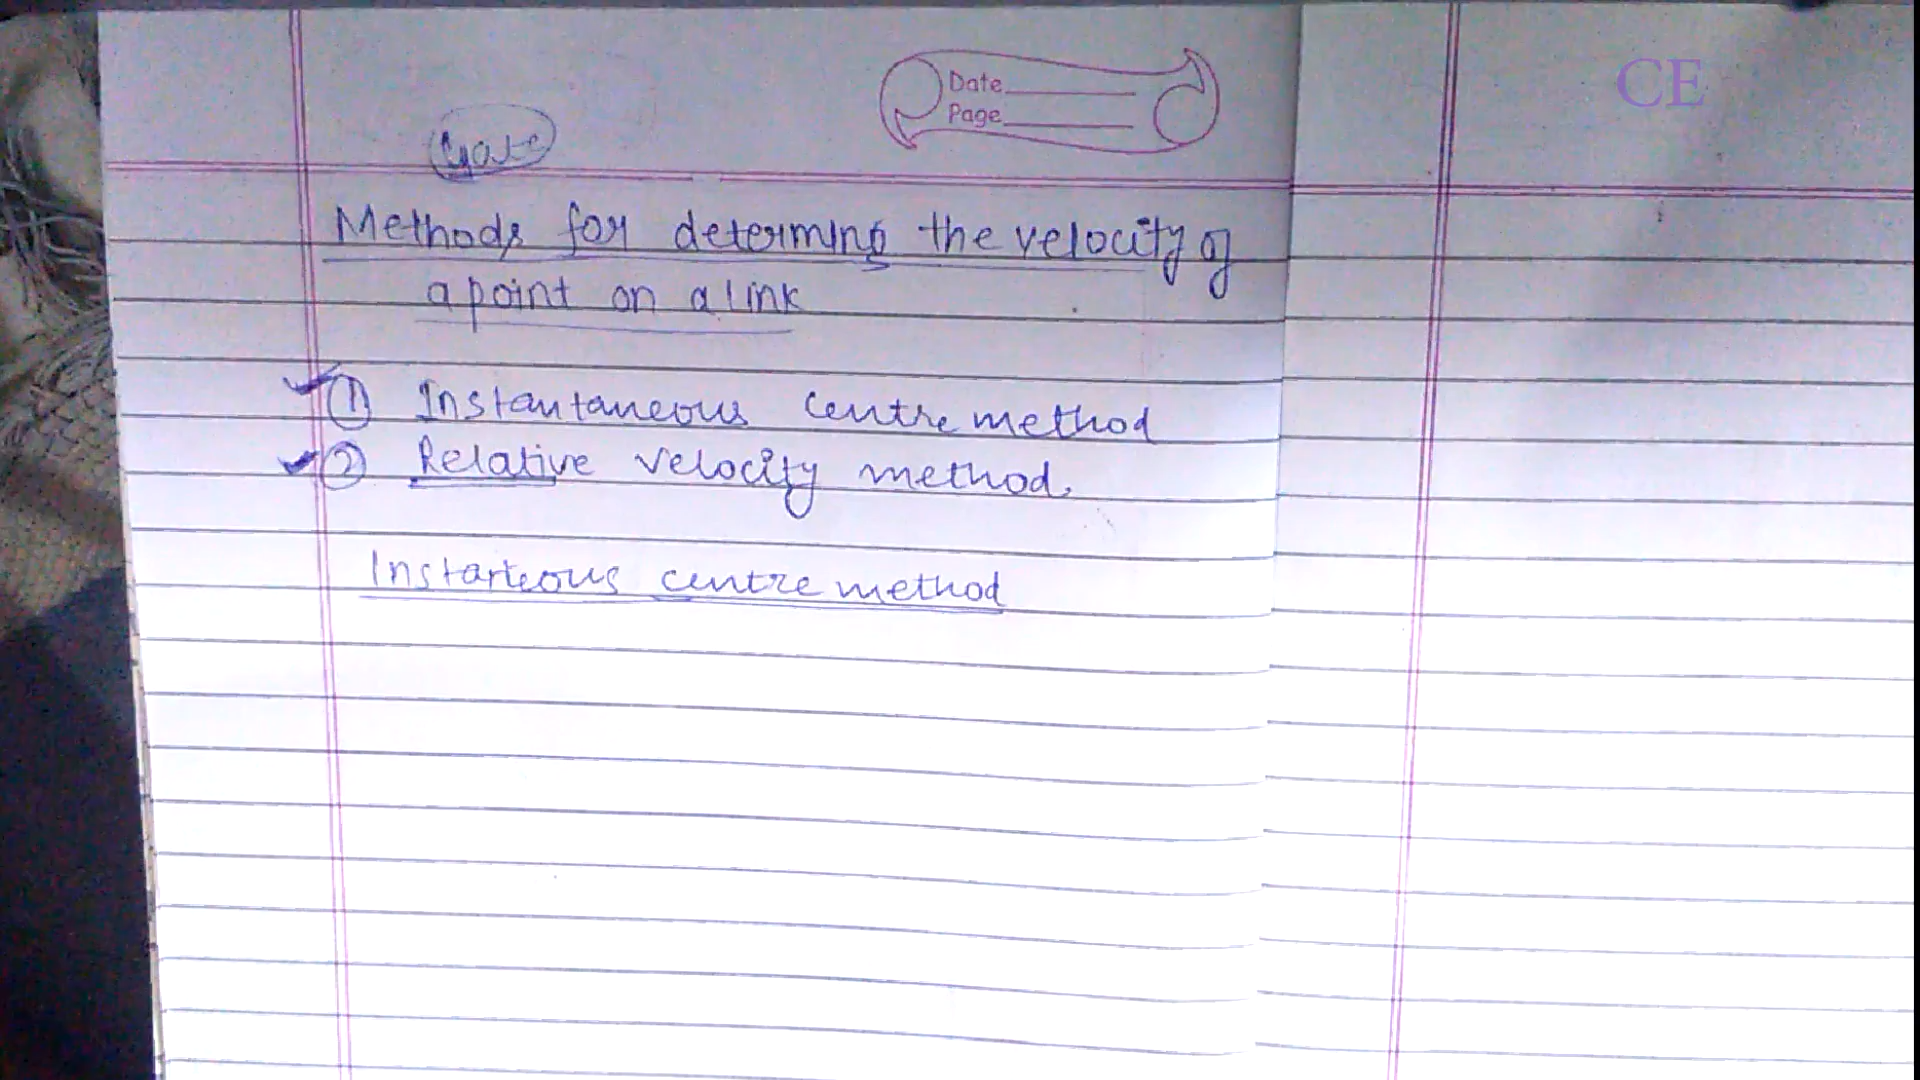 CE
Date
Page
Gate
Methods for determing the velocity of
a point on a link
① Instantaneous centre method
② Relative velocity method.
Instanteous centre method